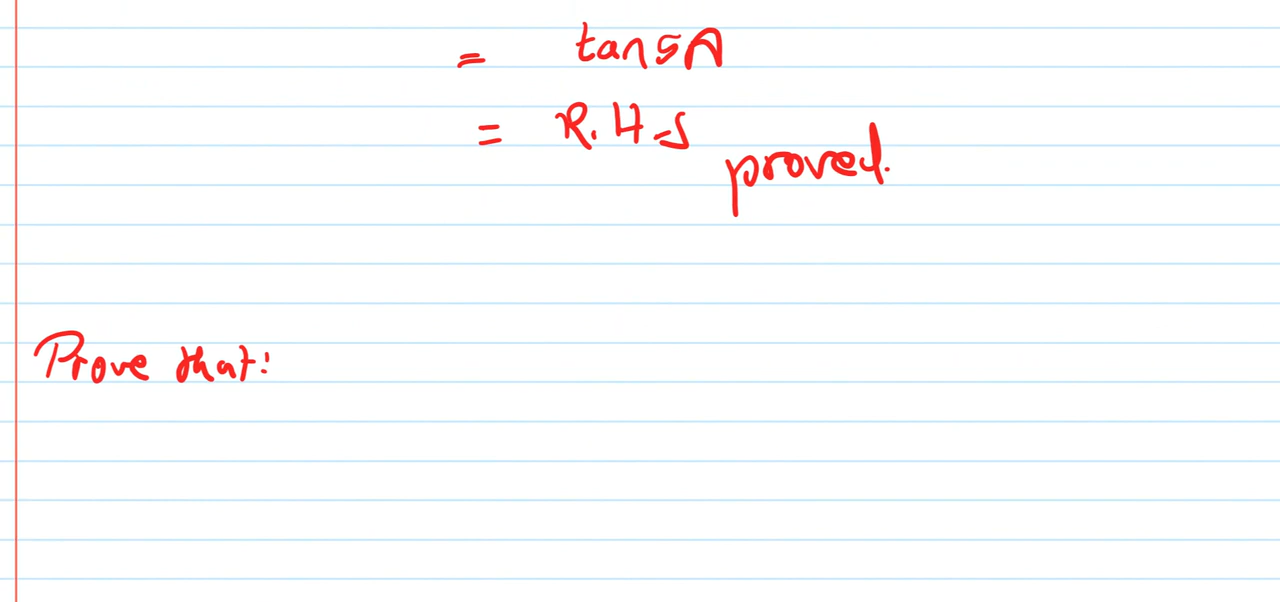 = tan5A
= R.H.S
proved.
Prove that: